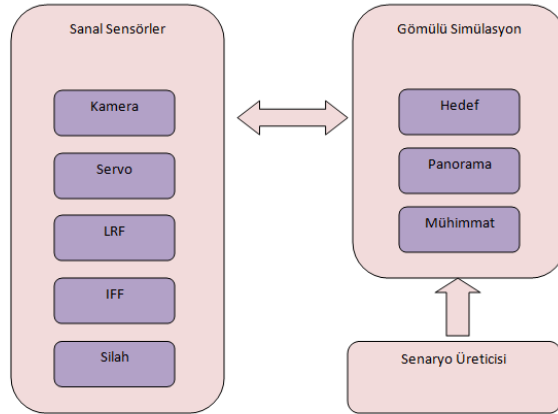 Sanal Sensörler
Kamera
Servo
LRF
IFF
Silah
Gömülü Simülasyon
Hedef
Panorama
Mühimmat
Senaryo Üreticisi